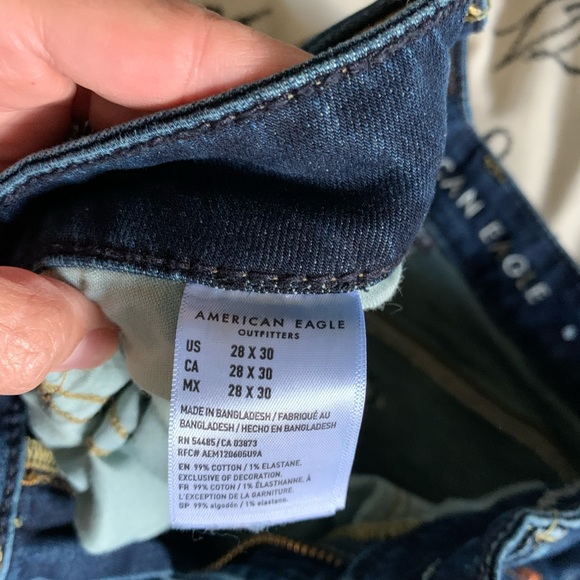 AMERICAN EAGLE
OUTFITTERS
US 28 X 30
CA 28 X 30
MX 28 X 30
MADE IN BANGLADESH / FABRIQUÉ AU
BANGLADESH / HECHO EN BANGLADESH
RN 54485/CA 03873
RFC# AEM120605U9A
EN 99% COTTON / 1% ELASTANE.
EXCLUSIVE OF DECORATION.
FR 99% COTON / 1% ÉLASTHANNE. À
L'EXCEPTION DE LA GARNITURE.
SP 99% algodón / 1% elastano.
CAN EAGLE